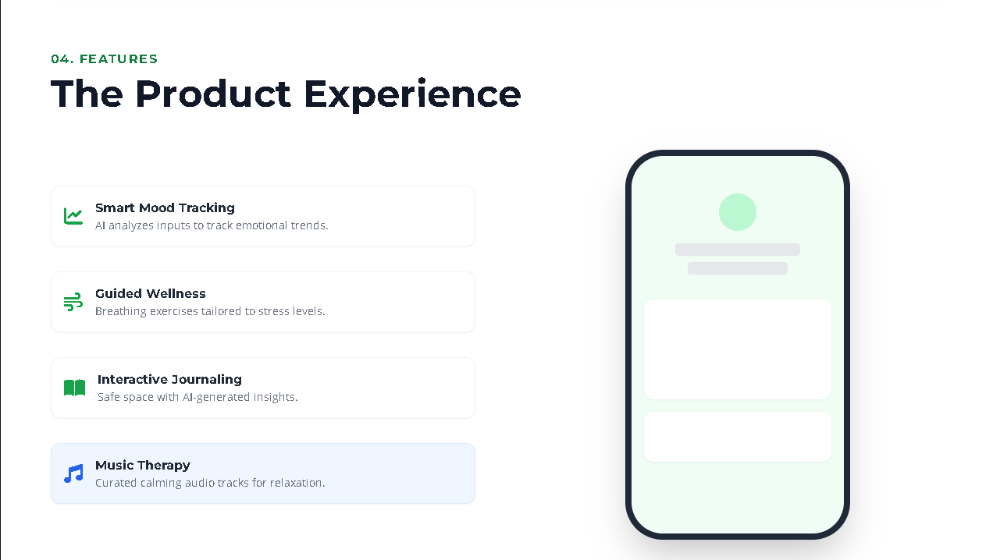 04. FEATURES
The Product Experience
Smart Mood Tracking
AI analyzes inputs to track emotional trends.
Guided Wellness
Breathing exercises tailored to stress levels.
Interactive Journaling
Safe space with AI-generated insights.
Music Therapy
Curated calming audio tracks for relaxation.